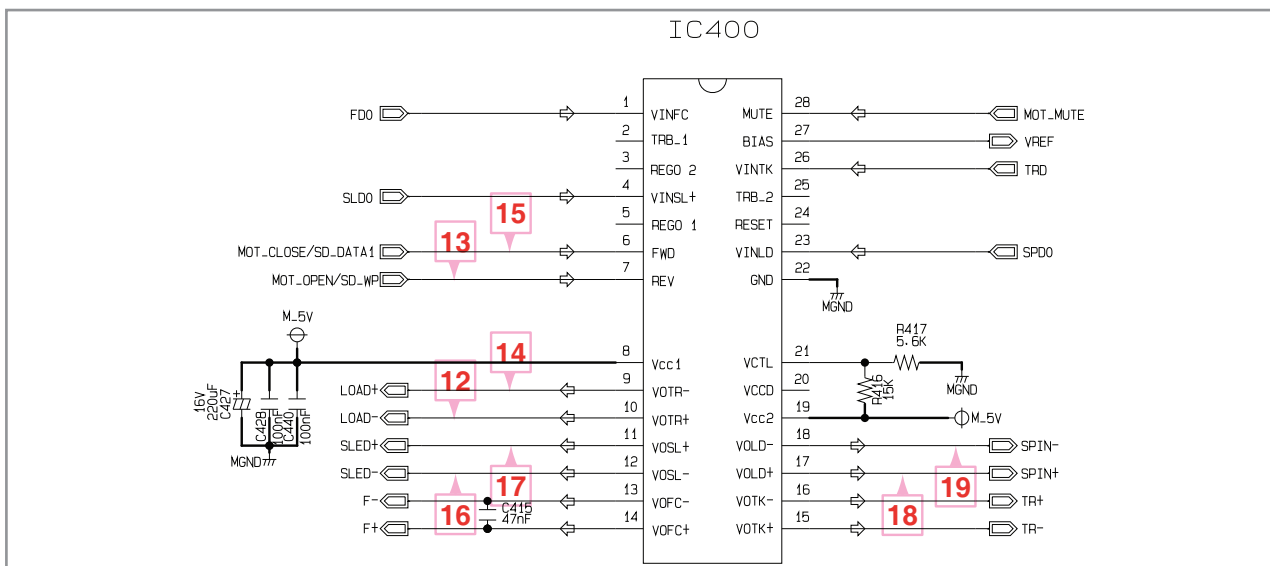 IC400
FDO 1 VINFC MUTE 28 MOT_MUTE
2 TRB_1 BIAS 27 VREF
3 REGO 2 VINTK 26 TRD
SLDO 4 VINSL+ TRB_2 25
15
5 REGO 1 RESET 24
13
MOT_CLOSE/SD_DATA1 6 FWD VINLD 23 SPDO
MOT_OPEN/SD_WP 7 REV GND 22
MGND
M_5V
R417
5.6K
14
8 Vcc1 VCTL 21
MGND
12
LOAD+ 9 VOTR- VCCD 20
R416
15K
16V
220uF
C427
C428
100nF
C440
100nF
LOAD- 10 VOTR+ Vcc2 19 M_5V
SLED+ 11 VOSL+ VOLD- 18 SPIN-
MGND
SLED- 12 VOSL- VOLD+ 17 SPIN+
17
19
F- 13 VOFC- VOTK- 16 TR+
16
C415
47nF
18
F+ 14 VOFC+ VOTK+ 15 TR-